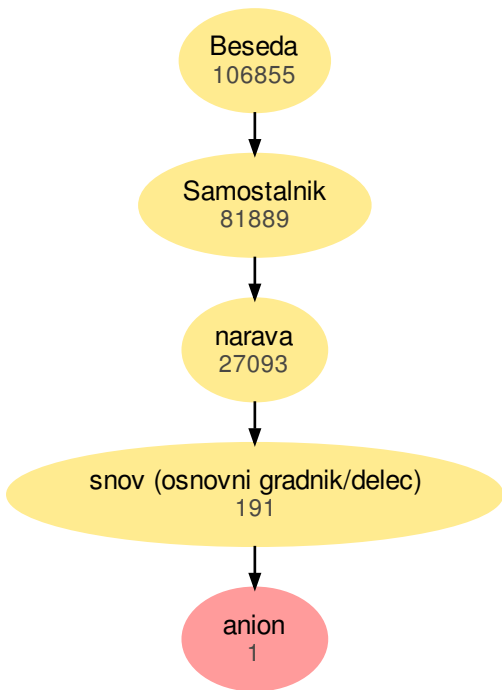 Beseda
106855
Samostalnik
81889
narava
27093
snov (osnovni gradnik/delec)
191
anion
1